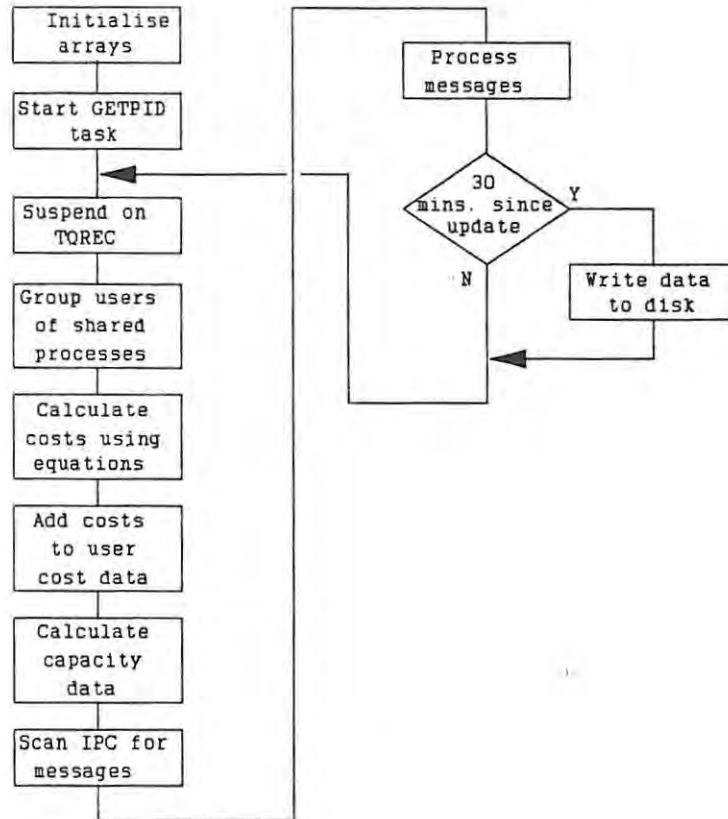 Initialise
arrays
Start GETPID
task
Suspend on
TQREC
Group users
of shared
processes
Calculate
costs using
equations
Add costs
to user
cost data
Calculate
capacity
data
Scan IPC for
messages
Process
messages
30
mins. since
update
Y
N
Write data
to disk